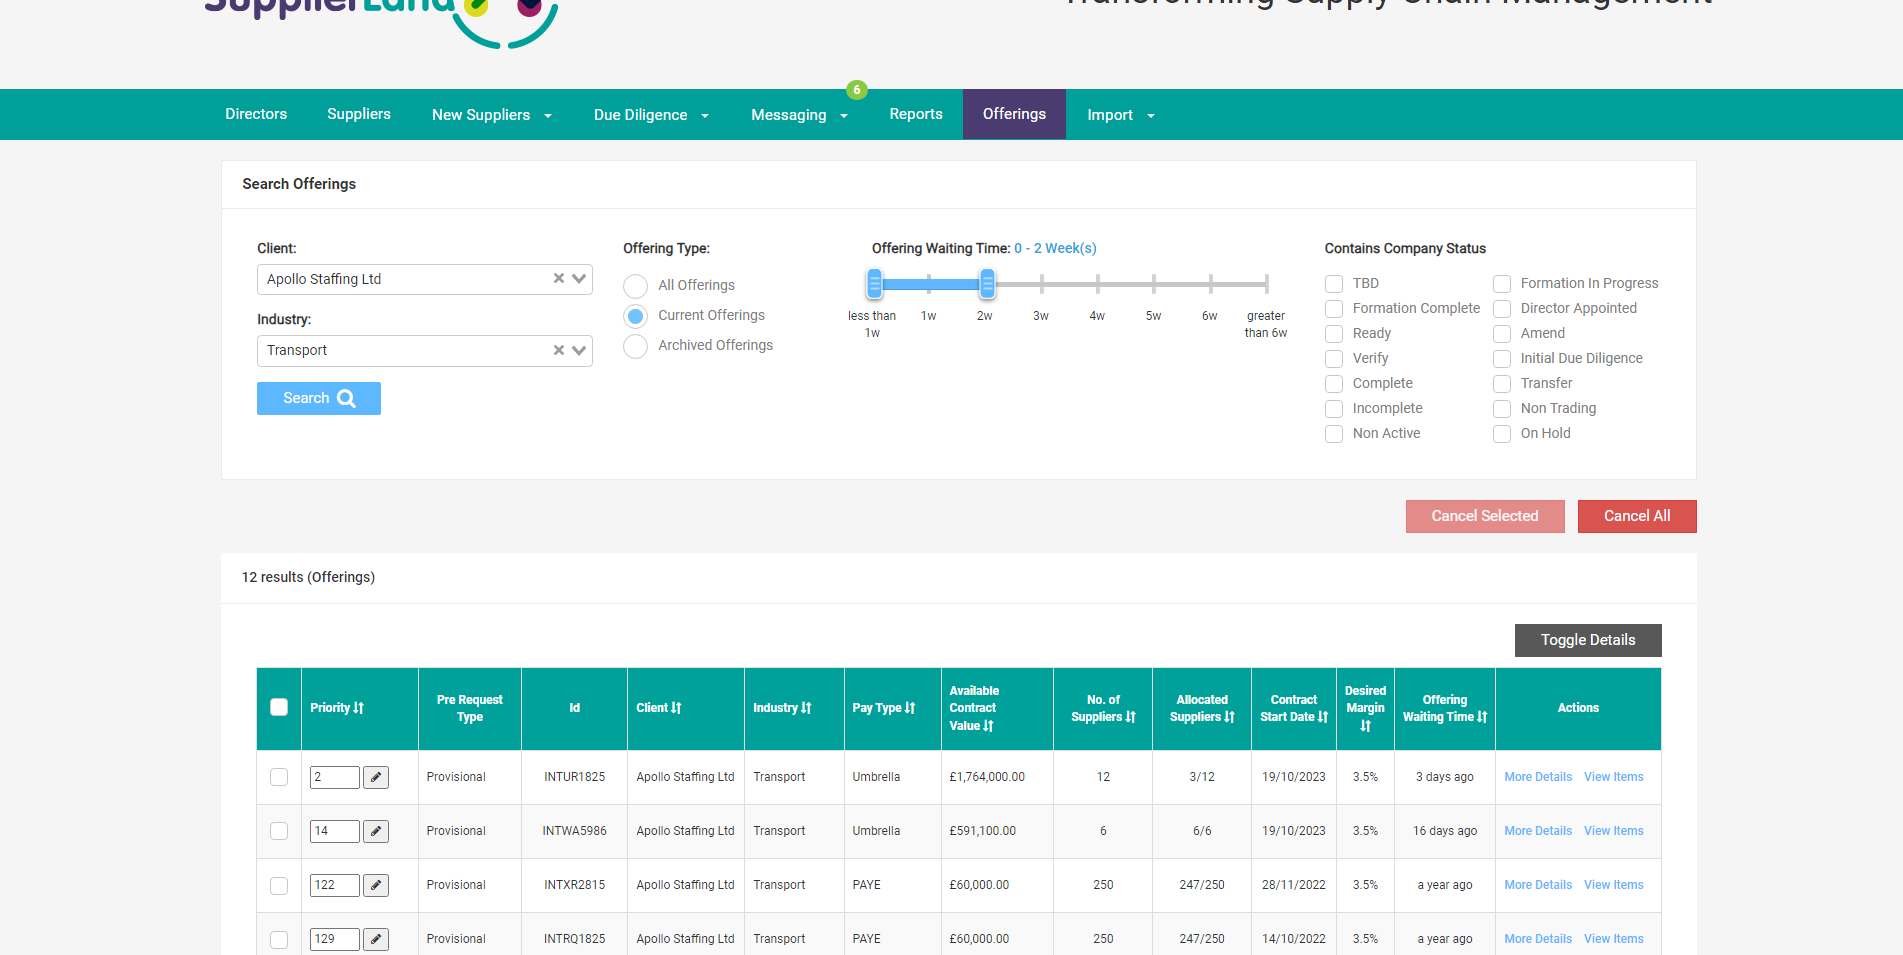 SupplierLand
Transforming Supply Chain Management
6
Directors Suppliers New Suppliers Due Diligence Messaging Reports Offerings Import
Search Offerings
Client:
Apollo Staffing Ltd
Industry:
Transport
Search
Offering Type:
All Offerings
Current Offerings
Archived Offerings
Offering Waiting Time: 0 - 2 Week(s)
less than 1w 1w 2w 3w 4w 5w 6w greater than 6w
Contains Company Status
TBD Formation In Progress
Formation Complete Director Appointed
Ready Amend
Verify Initial Due Diligence
Complete Transfer
Incomplete Non Trading
Non Active On Hold
Cancel Selected Cancel All
12 results (Offerings)
Toggle Details
Priority Pre Request Type Id Client Industry Pay Type Available Contract Value No. of Suppliers Allocated Suppliers Contract Start Date Desired Margin Offering Waiting Time Actions
2 Provisional INTUR1825 Apollo Staffing Ltd Transport Umbrella £1,764,000.00 12 3/12 19/10/2023 3.5% 3 days ago More Details View Items
14 Provisional INTWA5986 Apollo Staffing Ltd Transport Umbrella £591,100.00 6 6/6 19/10/2023 3.5% 16 days ago More Details View Items
122 Provisional INTXR2815 Apollo Staffing Ltd Transport PAYE £60,000.00 250 247/250 28/11/2022 3.5% a year ago More Details View Items
129 Provisional INTRQ1825 Apollo Staffing Ltd Transport PAYE £60,000.00 250 247/250 14/10/2022 3.5% a year ago More Details View Items